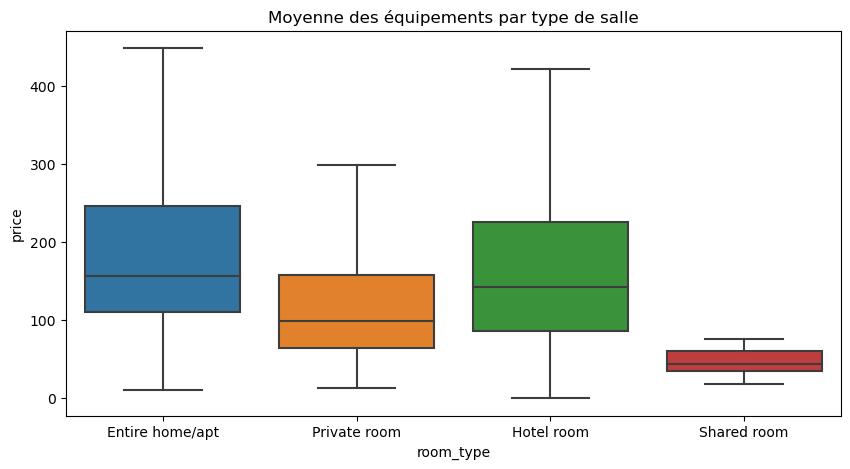 Moyenne des équipements par type de salle
price
400
300
200
100
0
Entire home/apt
Private room
Hotel room
Shared room
room_type